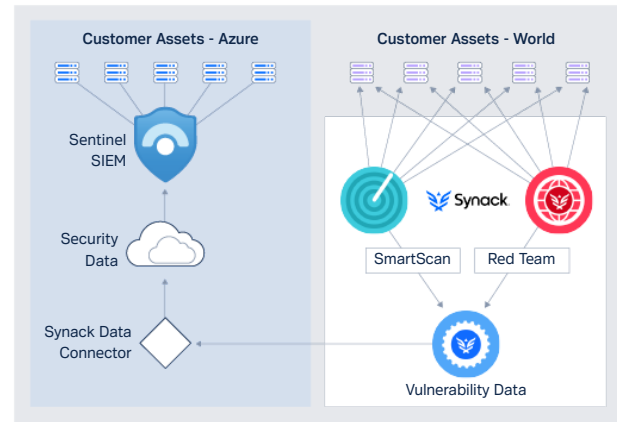 Customer Assets - Azure
Customer Assets - World
Sentinel
SIEM
Synack.
SmartScan
Red Team
Security
Data
Synack Data
Connector
Vulnerability Data